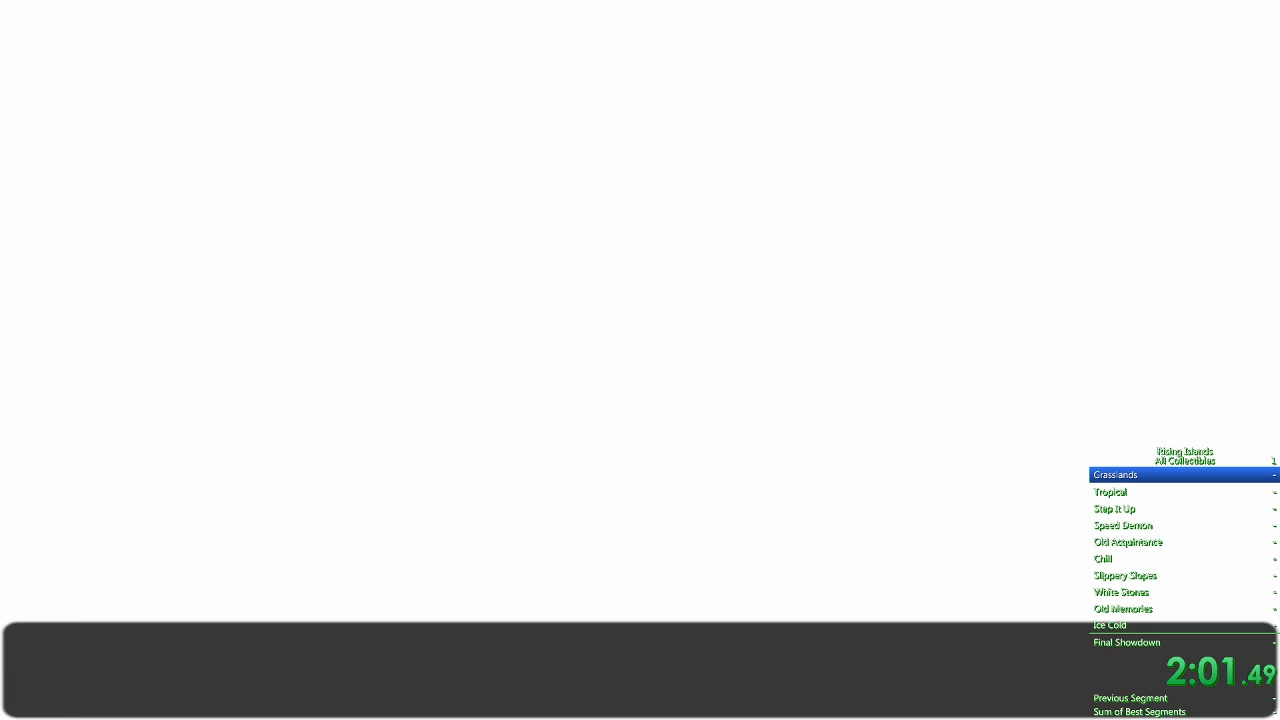 Rising Islands
All Collectibles 1
Grasslands -
Tropical -
Step It Up -
Speed Demon -
Old Acquintance -
Chill -
Slippery Slopes -
White Stones -
Old Memories -
Ice Cold -
Final Showdown -
2:01.49
Previous Segment -
Sum of Best Segments -